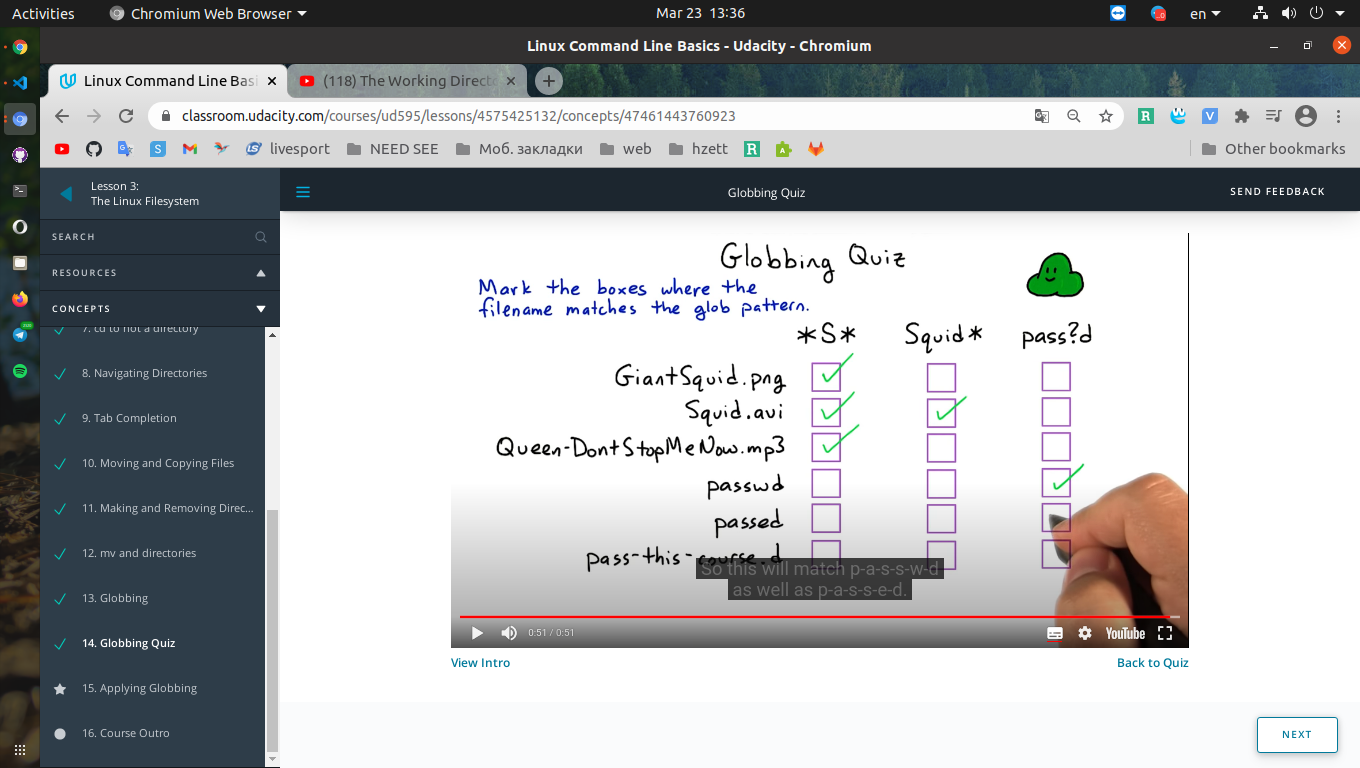 Activities
Chromium Web Browser
Mar 23 13:36
en
Linux Command Line Basics - Udacity - Chromium
Linux Command Line Basi
(118) The Working Direct
classroom.udacity.com/courses/ud595/lessons/4575425132/concepts/47461443760923
livesport
NEED SEE
Моб. закладки
web
hzett
Other bookmarks
Lesson 3:
The Linux Filesystem
Globbing Quiz
SEND FEEDBACK
SEARCH
RESOURCES
CONCEPTS
7. cd to not a directory
8. Navigating Directories
9. Tab Completion
10. Moving and Copying Files
11. Making and Removing Direc...
12. mv and directories
13. Globbing
14. Globbing Quiz
15. Applying Globbing
16. Course Outro
Globbing Quiz
Mark the boxes where the
filename matches the glob pattern.
*S* Squid* pass?d
GiantSquid.png
Squid.avi
Queen-DontStopMeNow.mp3
passwd
passed
pass-this-course.d
So this will match p-a-s-s-w-d
as well as p-a-s-s-e-d.
0:51 / 0:51
YouTube
View Intro
Back to Quiz
NEXT